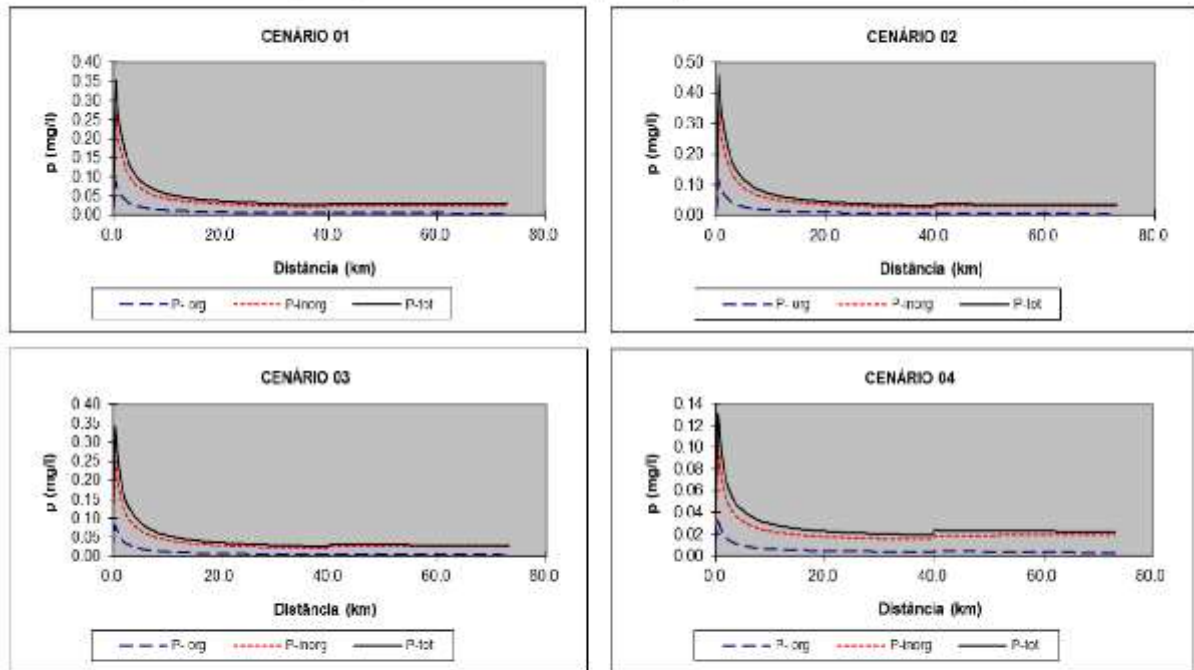 CENÁRIO 01
p (mg/l)
0.40
0.35
0.30
0.25
0.20
0.15
0.10
0.05
0.00
0.0 20.0 40.0 60.0 80.0
Distância (km)
P- org P-inorg P-tot
CENÁRIO 02
p (mg/l)
0.50
0.40
0.30
0.20
0.10
0.00
0.0 20.0 40.0 60.0 80.0
Distância (km)
P- org P-inorg P-tot
CENÁRIO 03
p (mg/l)
0.40
0.35
0.30
0.25
0.20
0.15
0.10
0.05
0.00
0.0 20.0 40.0 60.0 80.0
Distância (km)
P- org P-inorg P-tot
CENÁRIO 04
p (mg/l)
0.14
0.12
0.10
0.08
0.06
0.04
0.02
0.00
0.0 20.0 40.0 60.0 80.0
Distância (km)
P- org P-inorg P-tot